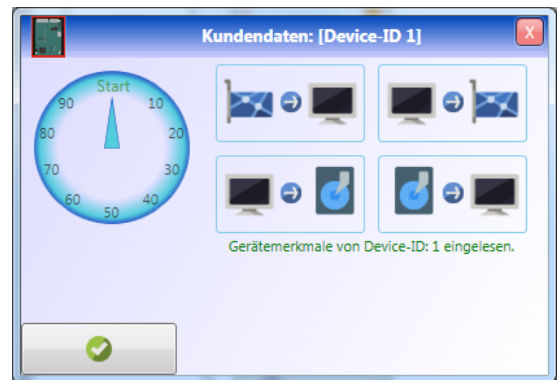 Kundendaten: [Device-ID 1]
X
Start
90
10
80
20
70
30
60
40
50
Gerätemerkmale von Device-ID: 1 eingelesen.